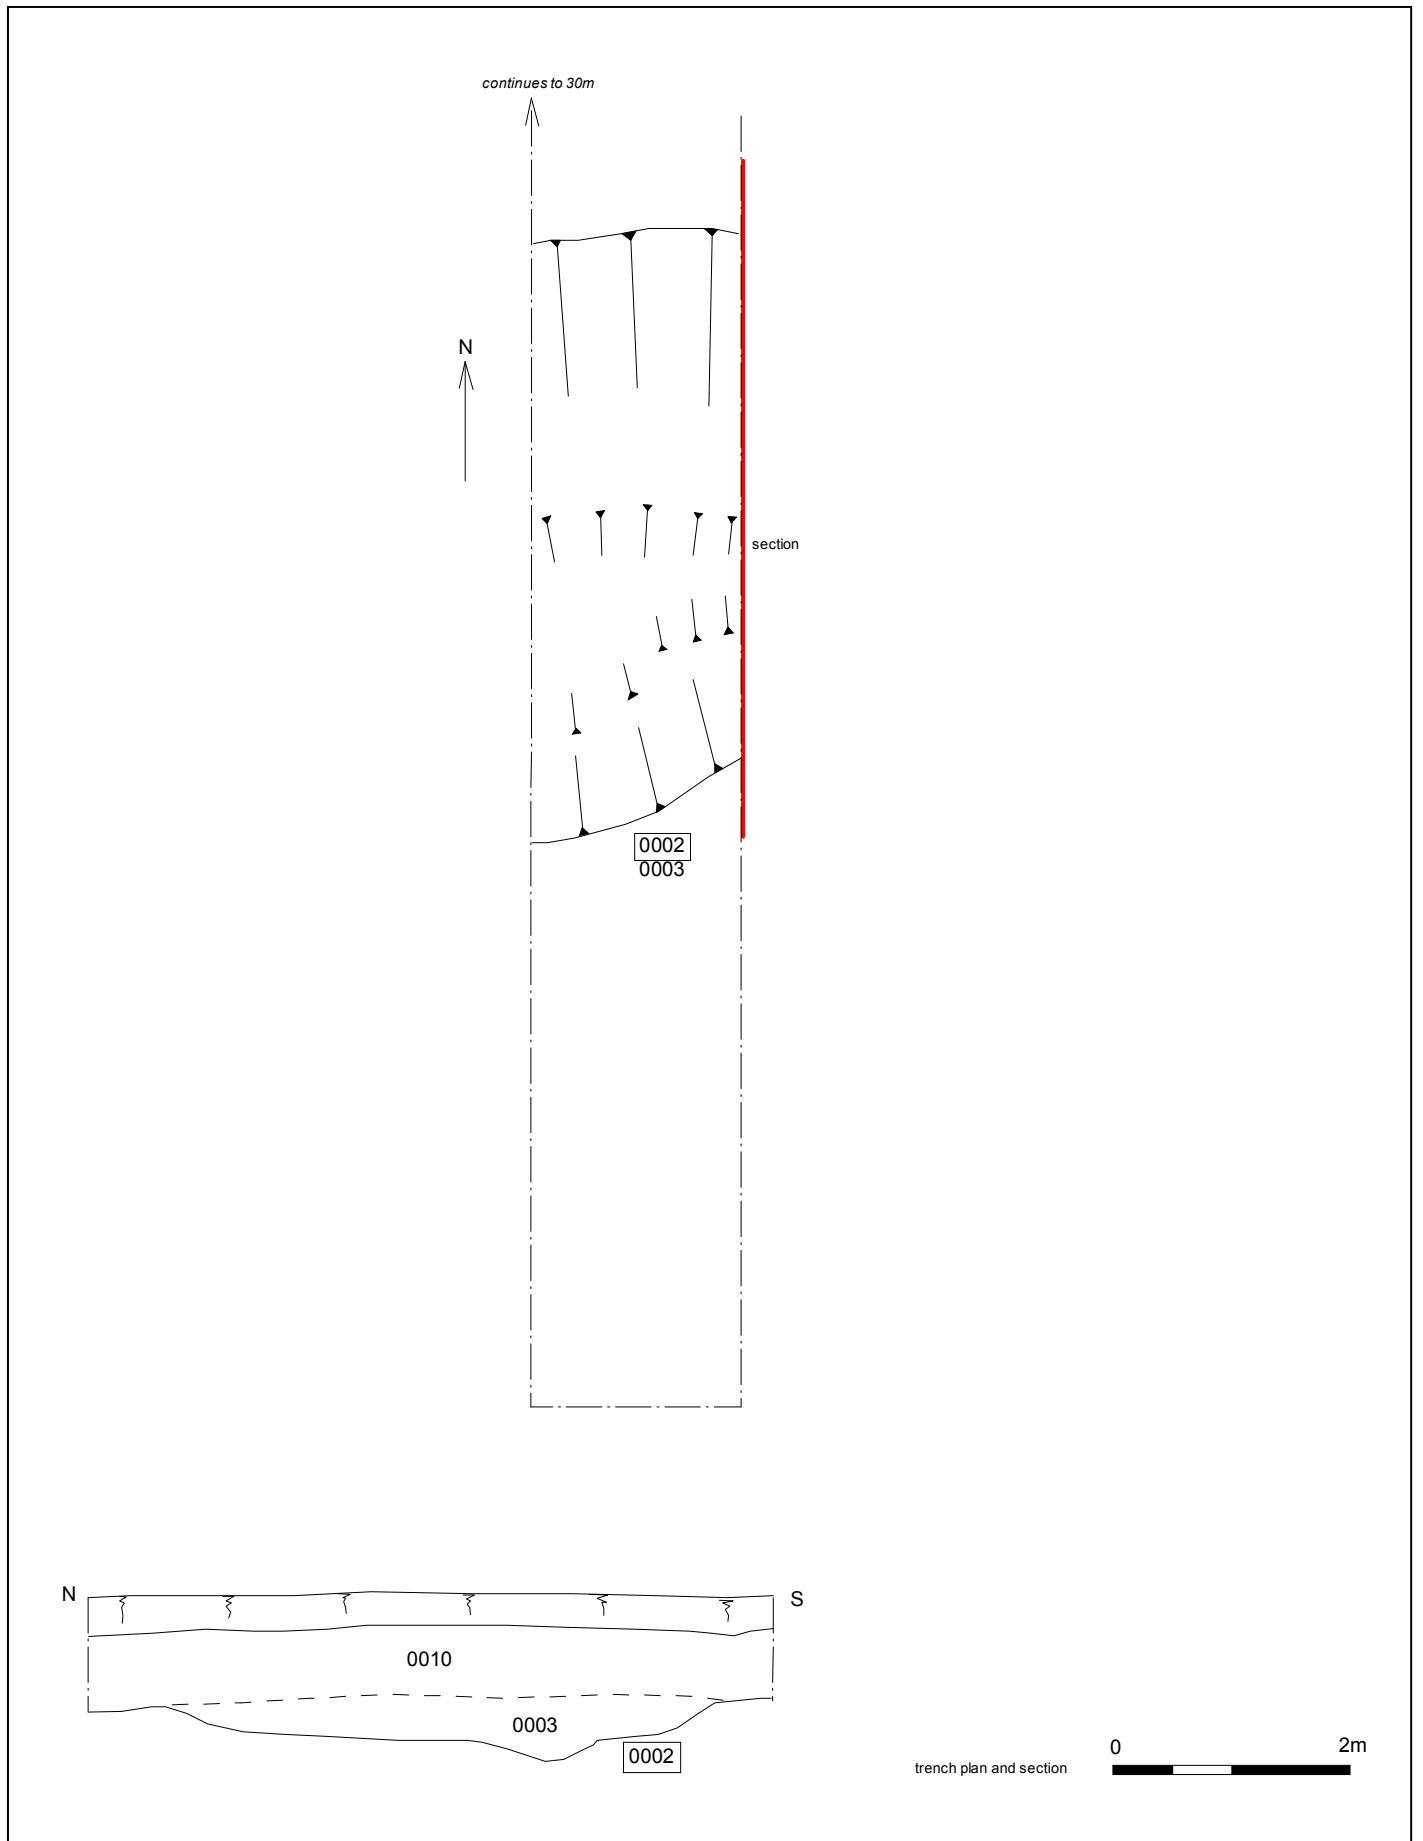 continues to 30m
N
section
0002
0003
N
S
0010
0003
0002
0
2m
trench plan and section